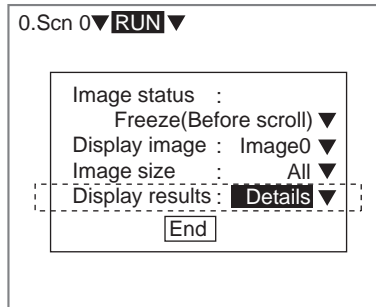 0.Scn 0▼ RUN ▼
Image status :
Freeze(Before scroll) ▼
Display image : Image0 ▼
Image size : All ▼
Display results : Details ▼
End